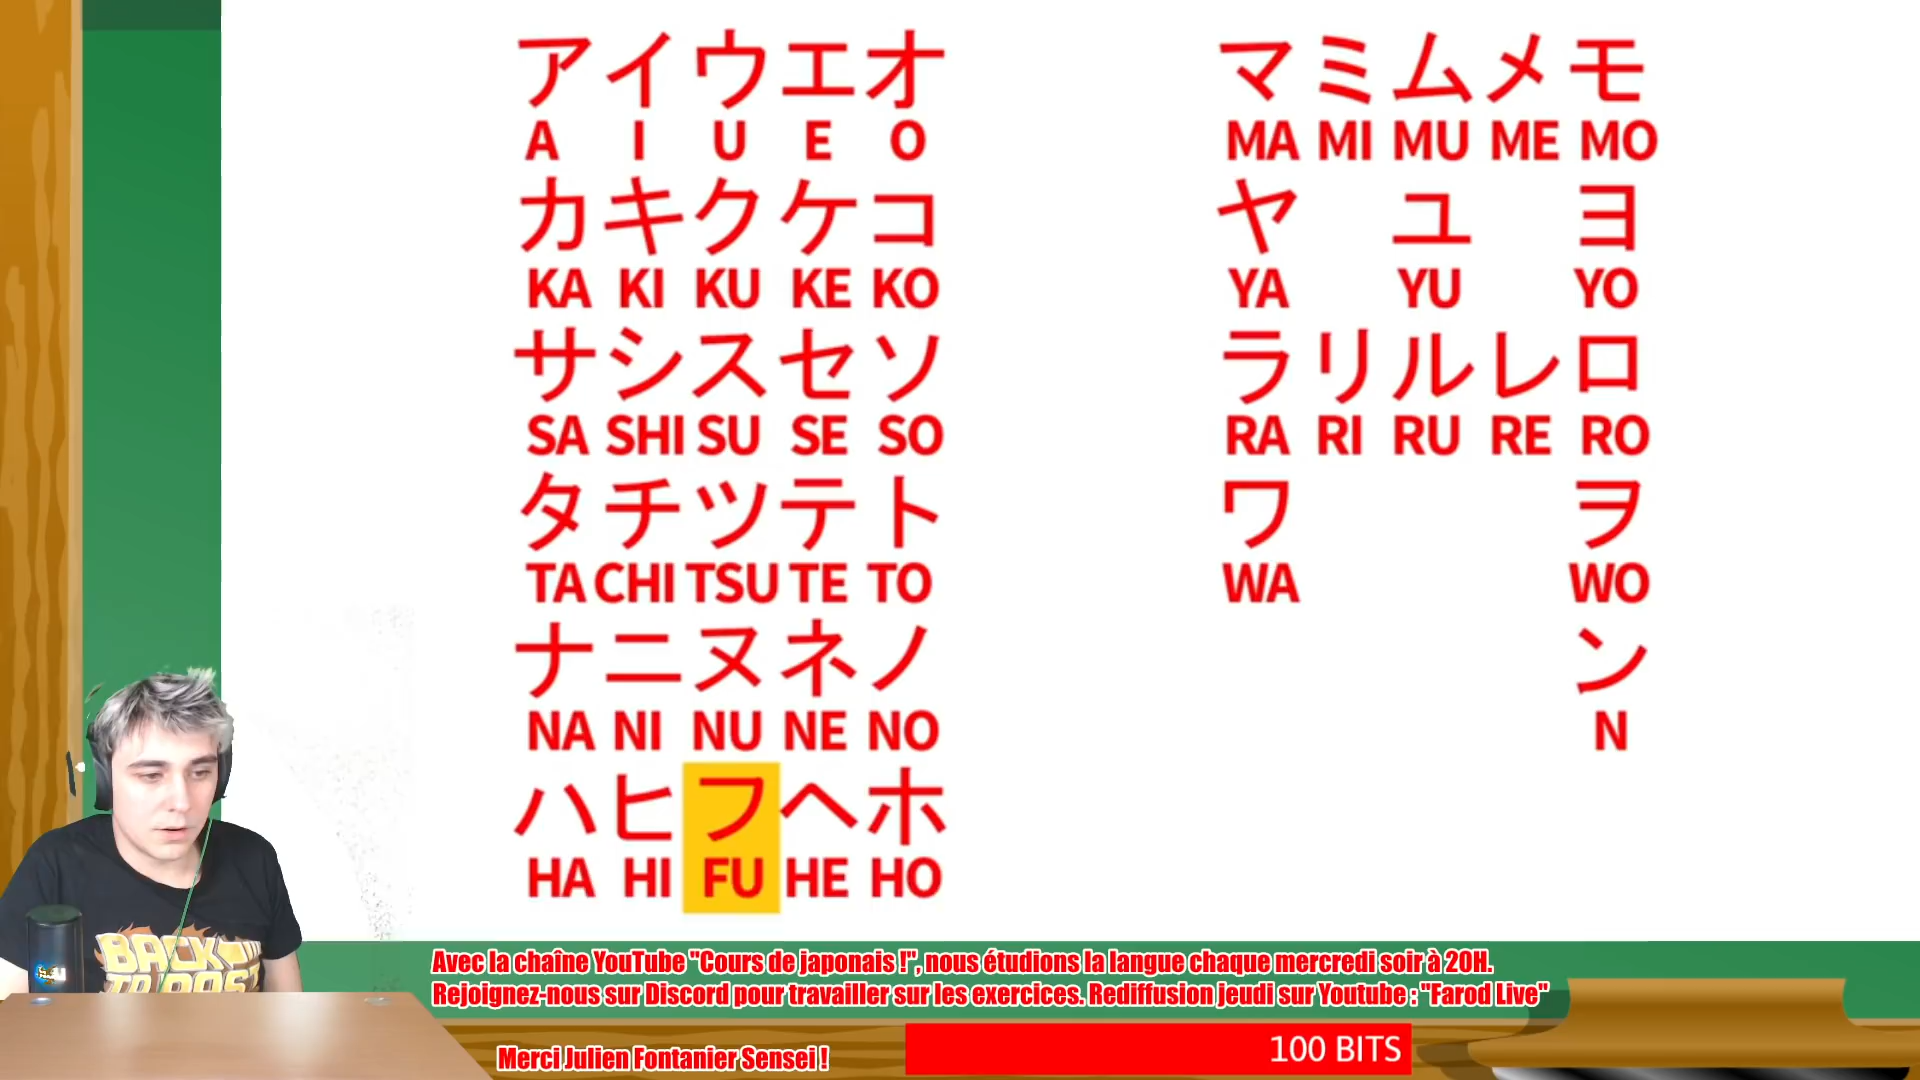 アイウエオ
A I U E O
カキクケコ
KA KI KU KE KO
サシスセソ
SA SHI SU SE SO
タチツテト
TA CHI TSU TE TO
ナニヌネノ
NA NI NU NE NO
ハヒフヘホ
HA HI FU HE HO
マミムメモ
MA MI MU ME MO
ヤ ユ ヨ
YA YU YO
ラリルレロ
RA RI RU RE RO
ワ ヲ
WA WO
ン
N
BACK
Avec la chaîne YouTube "Cours de japonais !", nous étudions la langue chaque mercredi soir à 20H.
Rejoignez-nous sur Discord pour travailler sur les exercices. Rediffusion jeudi sur Youtube : "Farod Live"
Merci Julien Fontanier Sensei !
100 BITS